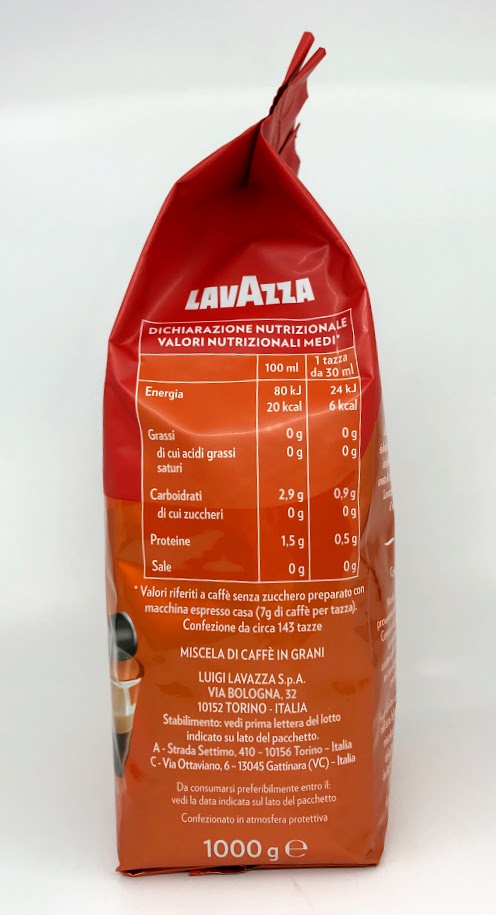 LAVAZZA
DICHIARAZIONE NUTRIZIONALE
VALORI NUTRIZIONALI MEDI*
100 ml 1 tazza da 30 ml
Energia 80 kJ 24 kJ
20 kcal 6 kcal
Grassi 0 g 0 g
di cui acidi grassi 0 g 0 g
saturi
Carboidrati 2,9 g 0,9 g
di cui zuccheri 0 g 0 g
Proteine 1,5 g 0,5 g
Sale 0 g 0 g
* Valori riferiti a caffè senza zucchero preparato con
macchina espresso casa (7g di caffè per tazza).
Confezione da circa 143 tazze
MISCELA DI CAFFÈ IN GRANI
LUIGI LAVAZZA S.p.A.
VIA BOLOGNA, 32
10152 TORINO - ITALIA
Stabilimento: vedi prima lettera del lotto
indicato su lato del pacchetto.
A - Strada Settimo, 410 - 10156 Torino - Italia
C - Via Ottaviano, 6 - 13045 Gattinara (VC) - Italia
Da consumarsi preferibilmente entro il:
vedi la data indicata sul lato del pacchetto
Confezionato in atmosfera protettiva
1000 g ℮